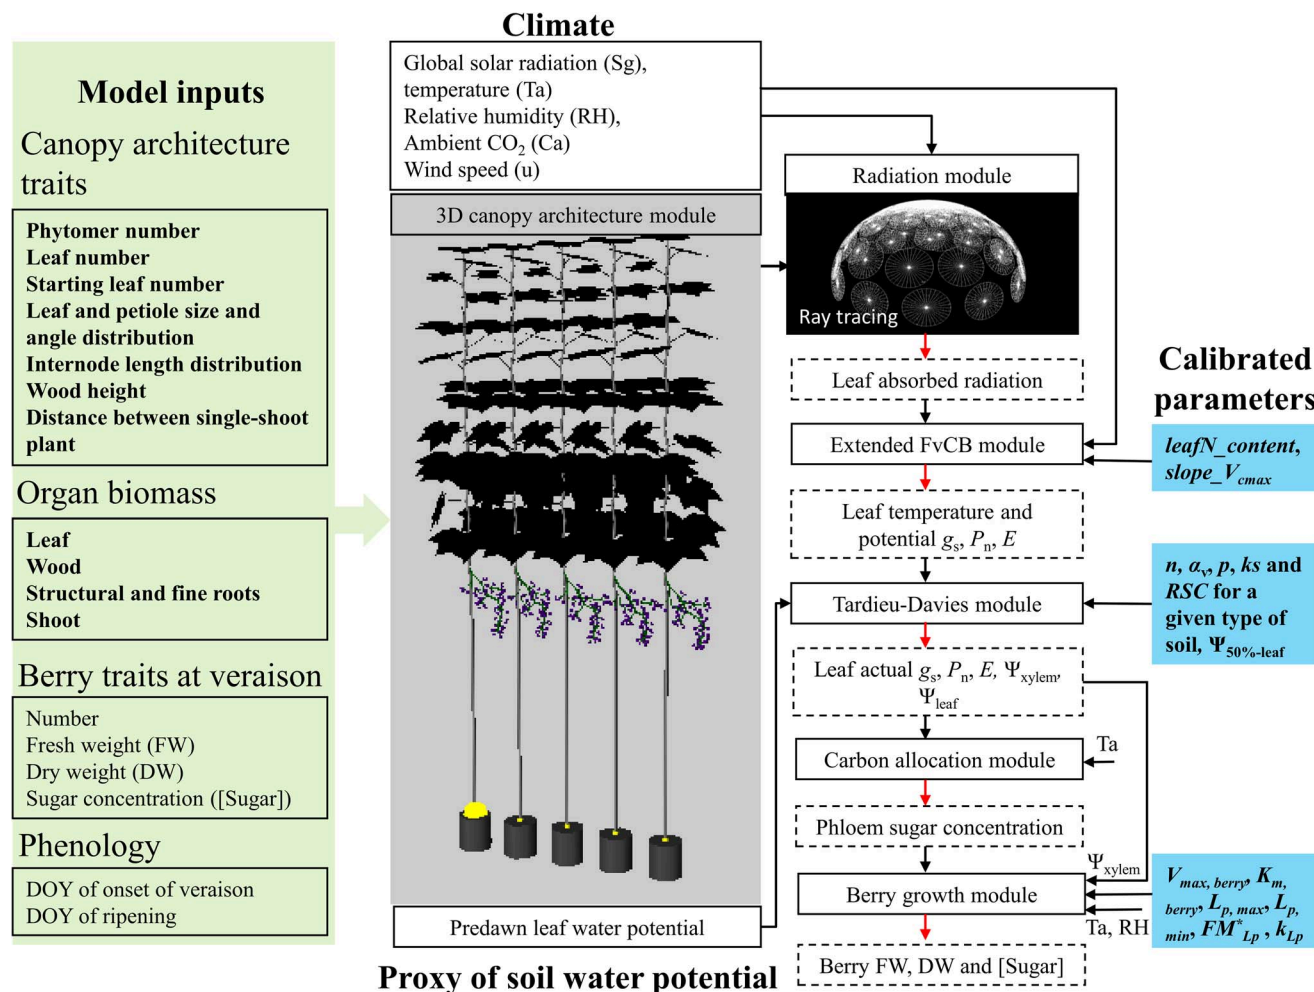 Model inputs
Canopy architecture
traits
Phytomer number
Leaf number
Starting leaf number
Leaf and petiole size and
angle distribution
Internode length distribution
Wood height
Distance between single-shoot
plant
Organ biomass
Leaf
Wood
Structural and fine roots
Shoot
Berry traits at veraison
Number
Fresh weight (FW)
Dry weight (DW)
Sugar concentration ([Sugar])
Phenology
DOY of onset of veraison
DOY of ripening
Climate
Global solar radiation (Sg),
temperature (Ta)
Relative humidity (RH),
Ambient CO₂ (Ca)
Wind speed (u)
3D canopy architecture module
Predawn leaf water potential
Proxy of soil water potential
Radiation module
Ray tracing
Leaf absorbed radiation
Extended FvCB module
Leaf temperature and
potential gₛ, Pₙ, E
Tardieu-Davies module
Leaf actual gₛ, Pₙ, E, Ψxylem,
Ψleaf
Carbon allocation module
Ta
Phloem sugar concentration
Ψxylem
Berry growth module
Ta, RH
Berry FW, DW and [Sugar]
Calibrated
parameters
leafN_content,
slope_Vcmax
n, αv, p, ks and
RSC for a
given type of
soil, Ψ50%-leaf
Vmax, berry, Km,
berry, Lp, max, Lp,
min, FM*Lp , kLp